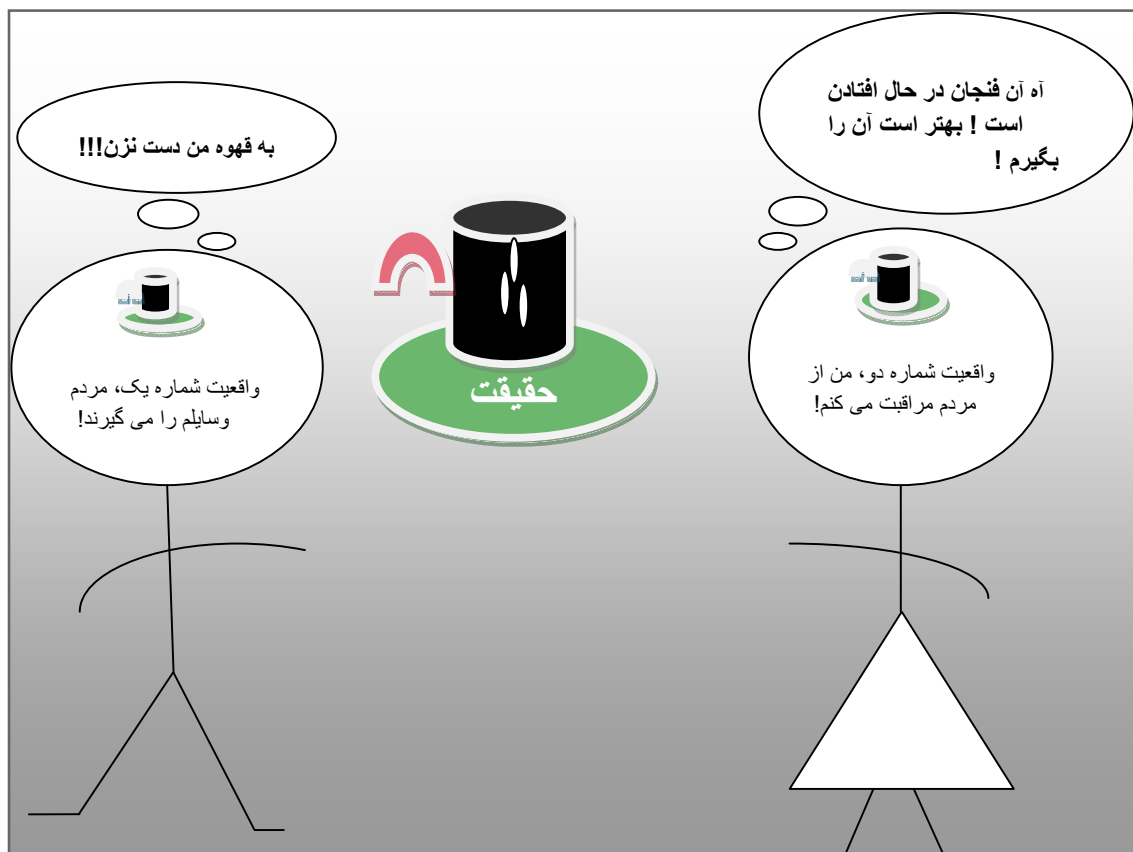 آه آن فنجان در حال افتادن
است ! بهتر است آن را
بگیرم !
به قهوه من دست نزن!!!
حقیقت
واقعیت شماره دو، من از
مردم مراقبت می کنم!
واقعیت شماره یک، مردم
وسایلم را می گیرند!